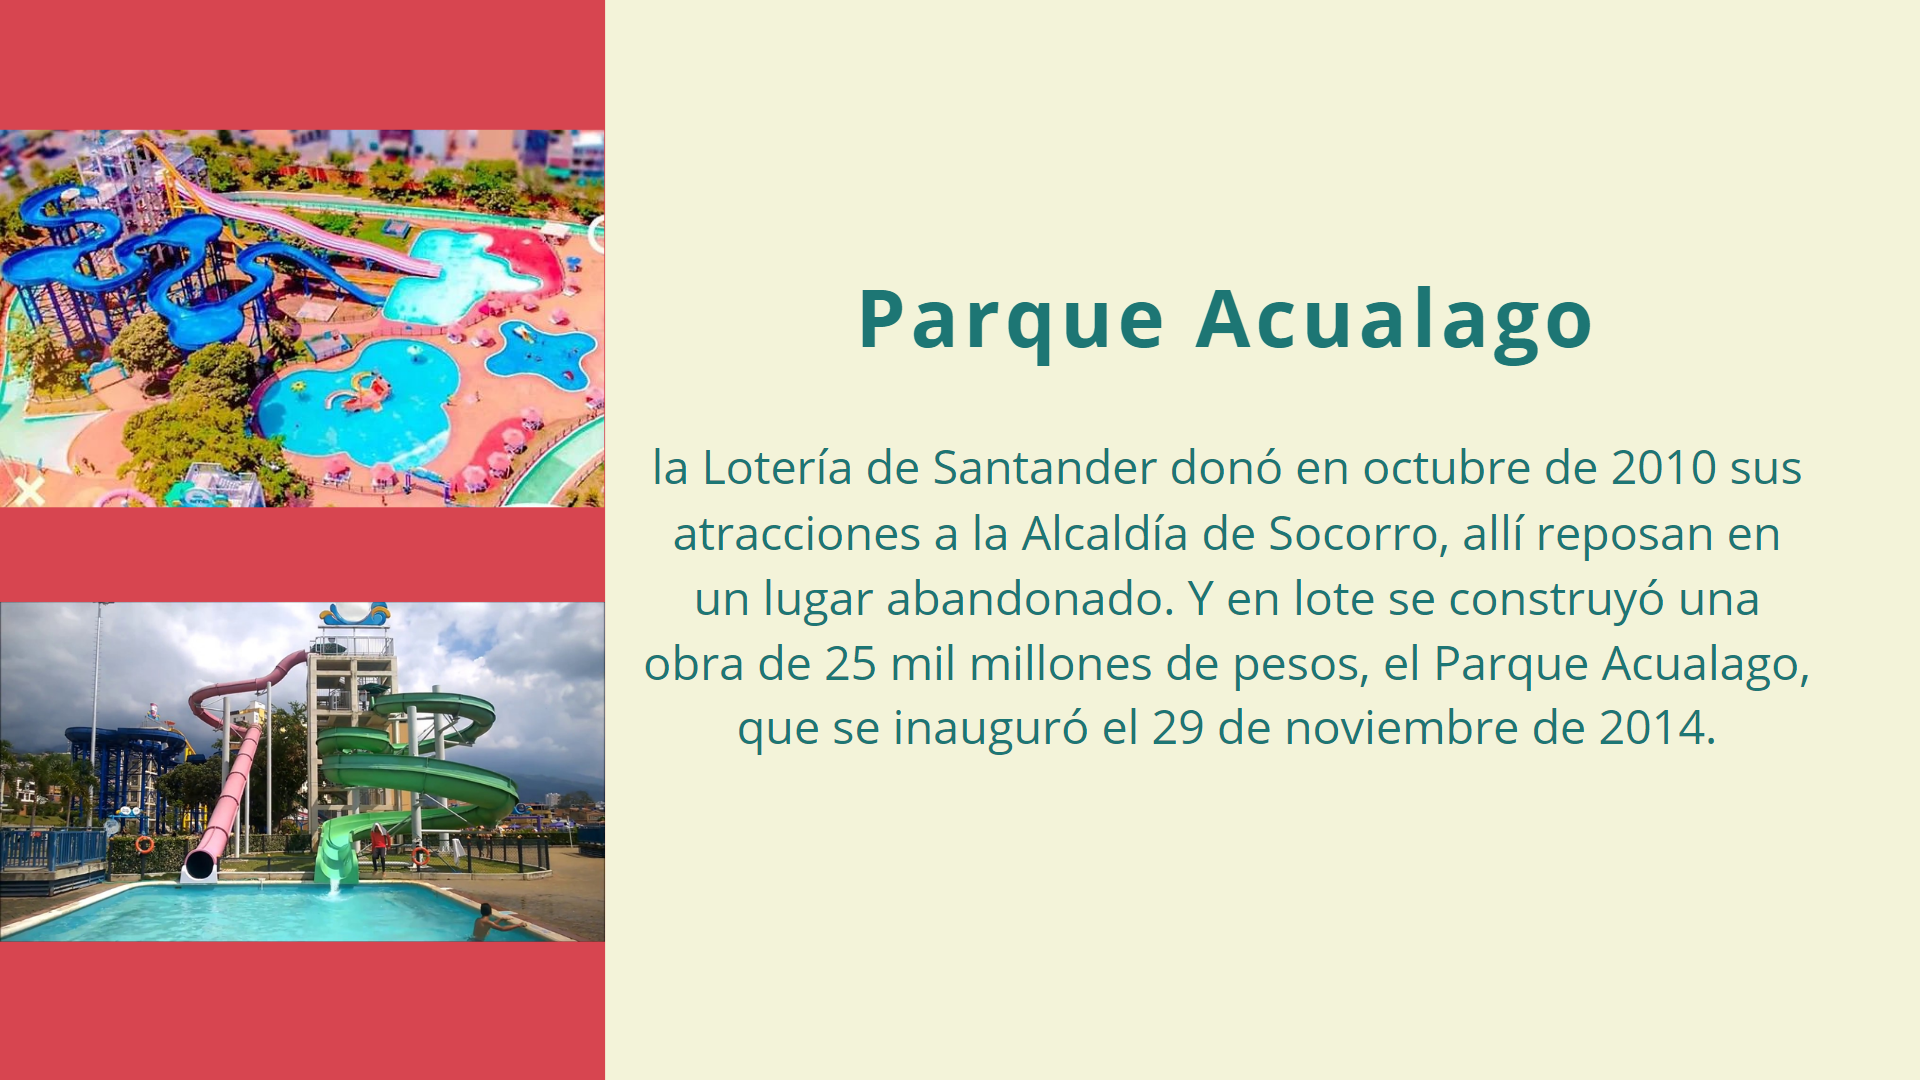 Parque Acualago
la Lotería de Santander donó en octubre de 2010 sus
atracciones a la Alcaldía de Socorro, allí reposan en
un lugar abandonado. Y en lote se construyó una
obra de 25 mil millones de pesos, el Parque Acualago,
que se inauguró el 29 de noviembre de 2014.